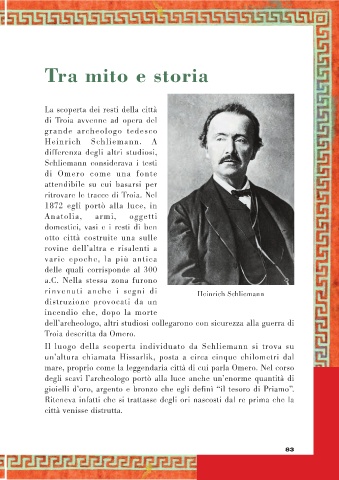 Tra mito e storia
La scoperta dei resti della città
di Troia avvenne ad opera del
grande archeologo tedesco
Heinrich Schliemann. A
differenza degli altri studiosi,
Schliemann considerava i testi
di Omero come una fonte
attendibile su cui basarsi per
ritrovare le tracce di Troia. Nel
1872 egli portò alla luce, in
Anatolia, armi, oggetti
domestici, vasi e i resti di ben
otto città costruite una sulle
rovine dell'altra e risalenti a
varie epoche, la più antica
delle quali corrisponde al 300
a.C. Nella stessa zona furono
rinvenuti anche i segni di
distruzione provocati da un
incendio che, dopo la morte
Heinrich Schliemann
dell'archeologo, altri studiosi collegarono con sicurezza alla guerra di
Troia descritta da Omero.
Il luogo della scoperta individuato da Schliemann si trova su
un'altura chiamata Hissarlik, posta a circa cinque chilometri dal
mare, proprio come la leggendaria città di cui parla Omero. Nel corso
degli scavi l'archeologo portò alla luce anche un'enorme quantità di
gioielli d'oro, argento e bronzo che egli definì "il tesoro di Priamo".
Riteneva infatti che si trattasse degli ori nascosti dal re prima che la
città venisse distrutta.
83